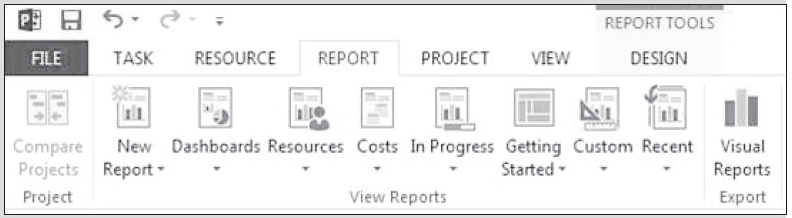 REPORT TOOLS
FILE TASK RESOURCE REPORT PROJECT VIEW DESIGN
Compare New Dashboards Resources Costs In Progress Getting Custom Recent Visual
Projects Report Started Reports
Project View Reports Export